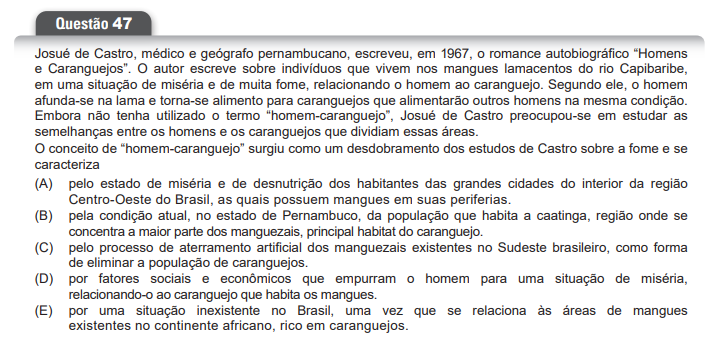 Questão 47
Josué de Castro, médico e geógrafo pernambucano, escreveu, em 1967, o romance autobiográfico “Homens
e Caranguejos”. O autor escreve sobre indivíduos que vivem nos mangues lamacentos do rio Capibaribe,
em uma situação de miséria e de muita fome, relacionando o homem ao caranguejo. Segundo ele, o homem
afunda-se na lama e torna-se alimento para caranguejos que alimentarão outros homens na mesma condição.
Embora não tenha utilizado o termo “homem-caranguejo”, Josué de Castro preocupou-se em estudar as
semelhanças entre os homens e os caranguejos que dividiam essas áreas.
O conceito de “homem-caranguejo” surgiu como um desdobramento dos estudos de Castro sobre a fome e se
caracteriza
(A) pelo estado de miséria e de desnutrição dos habitantes das grandes cidades do interior da região
Centro-Oeste do Brasil, as quais possuem mangues em suas periferias.
(B) pela condição atual, no estado de Pernambuco, da população que habita a caatinga, região onde se
concentra a maior parte dos manguezais, principal habitat do caranguejo.
(C) pelo processo de aterramento artificial dos manguezais existentes no Sudeste brasileiro, como forma
de eliminar a população de caranguejos.
(D) por fatores sociais e econômicos que empurram o homem para uma situação de miséria,
relacionando-o ao caranguejo que habita os mangues.
(E) por uma situação inexistente no Brasil, uma vez que se relaciona às áreas de mangues
existentes no continente africano, rico em caranguejos.